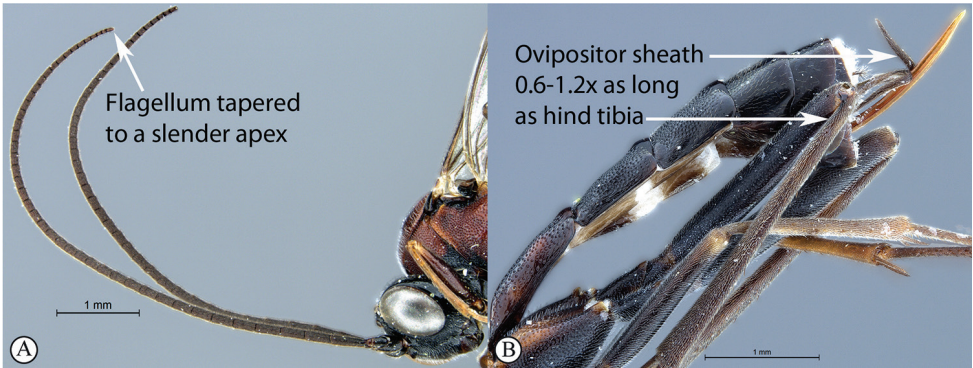 Flagellum tapered
to a slender apex
1 mm
A
Ovipositor sheath
0.6-1.2x as long
as hind tibia
1 mm
B